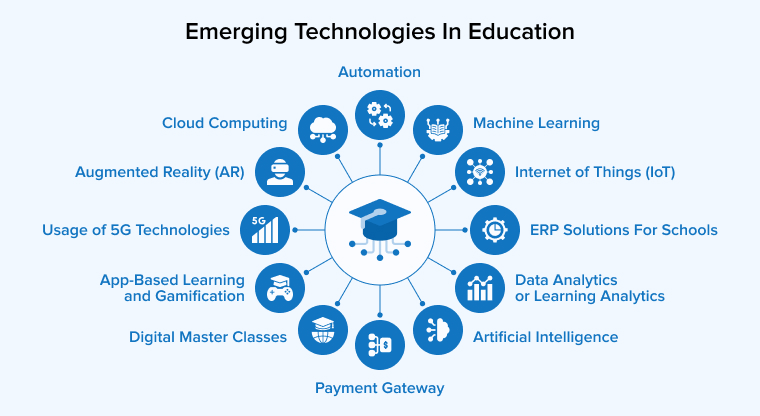 Emerging Technologies In Education
Automation
Cloud Computing
Machine Learning
Augmented Reality (AR)
Internet of Things (IoT)
5G
Usage of 5G Technologies
ERP Solutions For Schools
App-Based Learning
and Gamification
Data Analytics
or Learning Analytics
Digital Master Classes
Artificial Intelligence
$
Payment Gateway